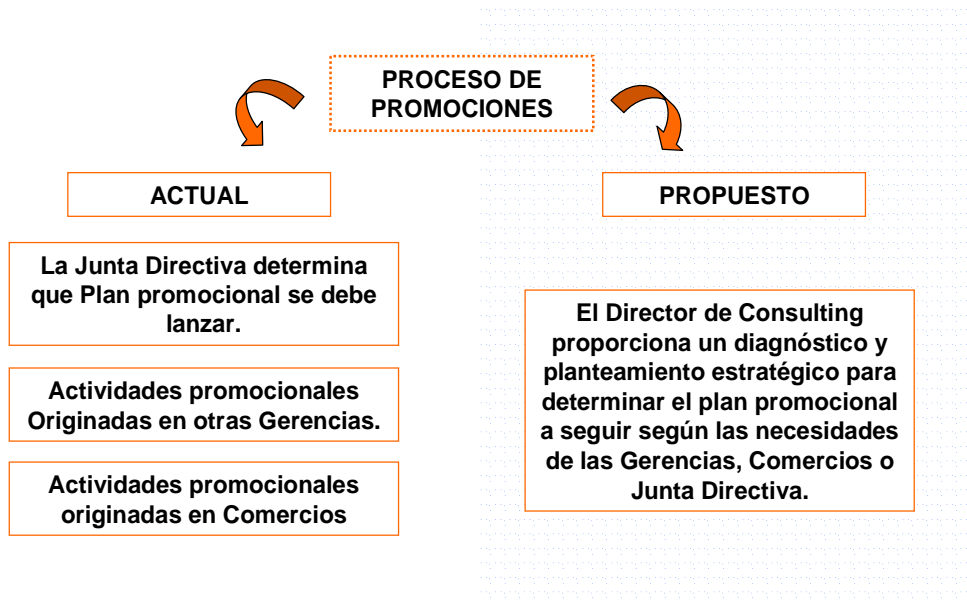 PROCESO DE
PROMOCIONES
ACTUAL
La Junta Directiva determina
que Plan promocional se debe
lanzar.
Actividades promocionales
Originadas en otras Gerencias.
Actividades promocionales
originadas en Comercios
PROPUESTO
El Director de Consulting
proporciona un diagnóstico y
planteamiento estratégico para
determinar el plan promocional
a seguir según las necesidades
de las Gerencias, Comercios o
Junta Directiva.